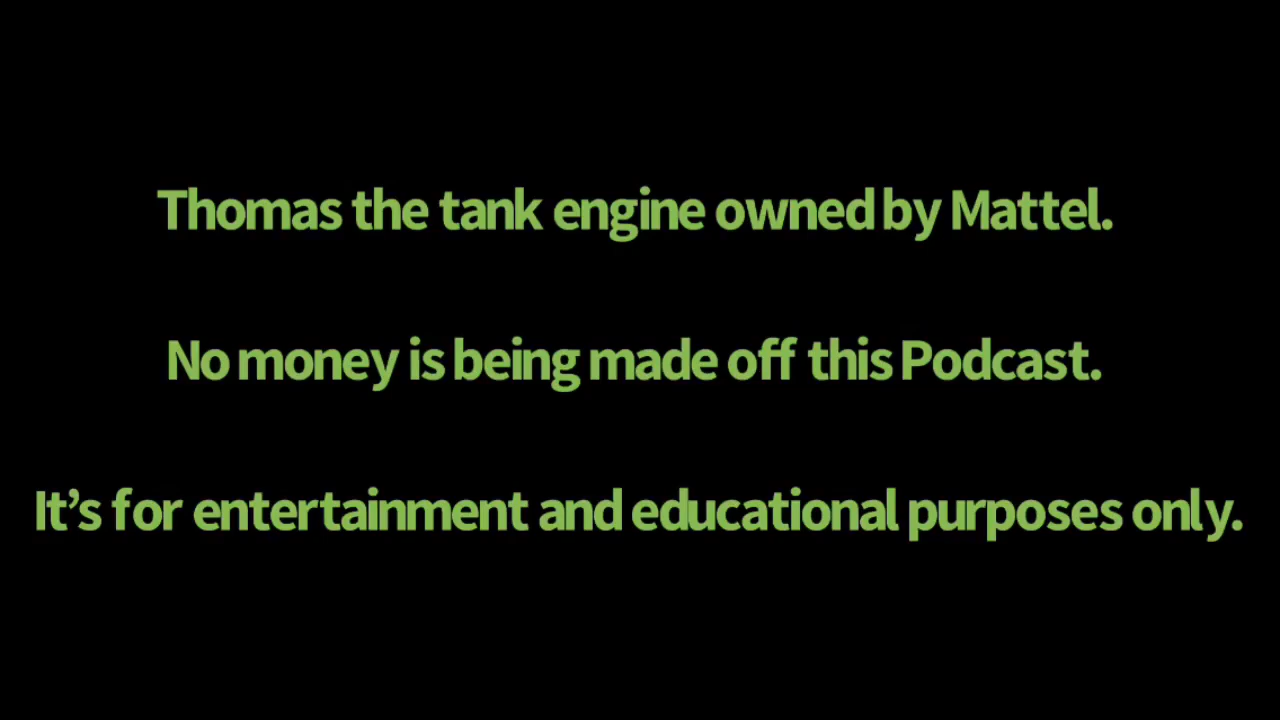 Thomas the tank engine owned by Mattel.
No money is being made off this Podcast.
It’s for entertainment and educational purposes only.